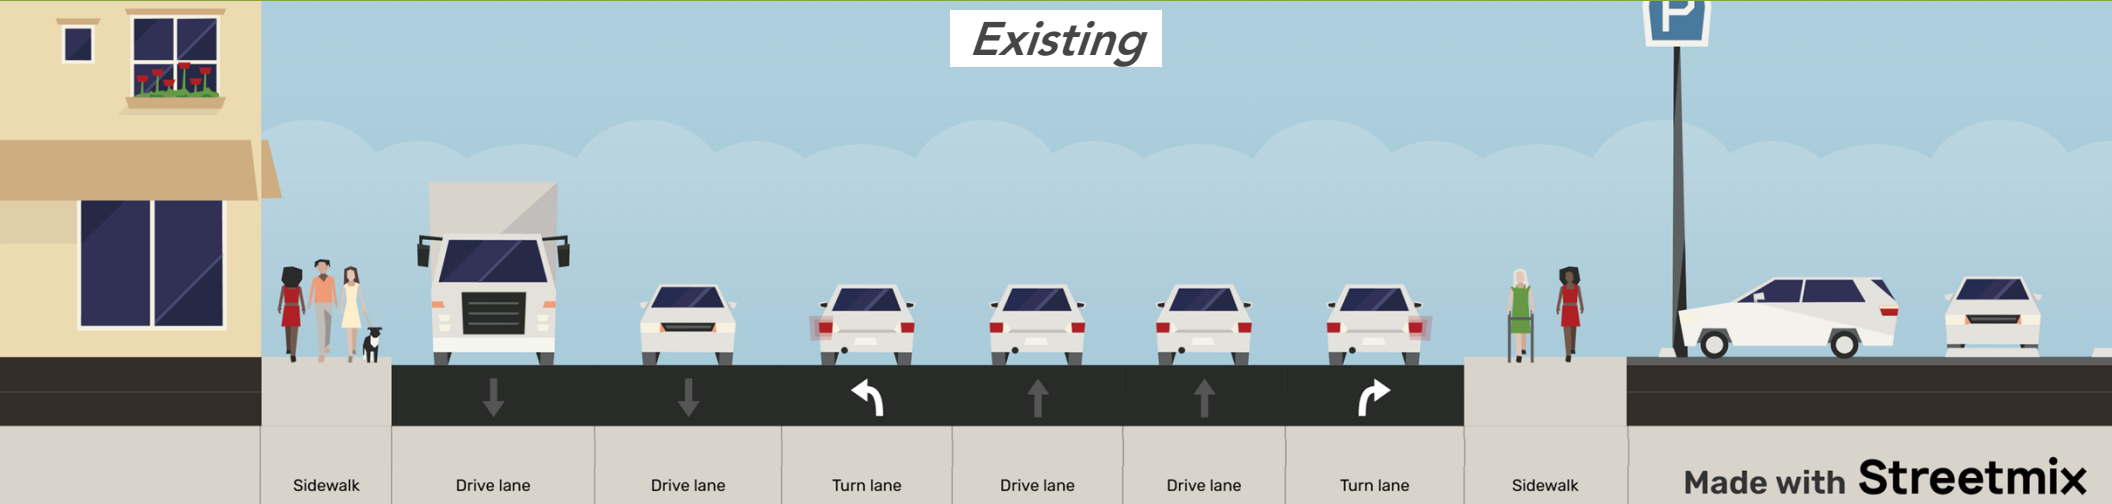 Existing
P
Sidewalk
Drive lane
Drive lane
Turn lane
Drive lane
Drive lane
Turn lane
Sidewalk
Made with Streetmix